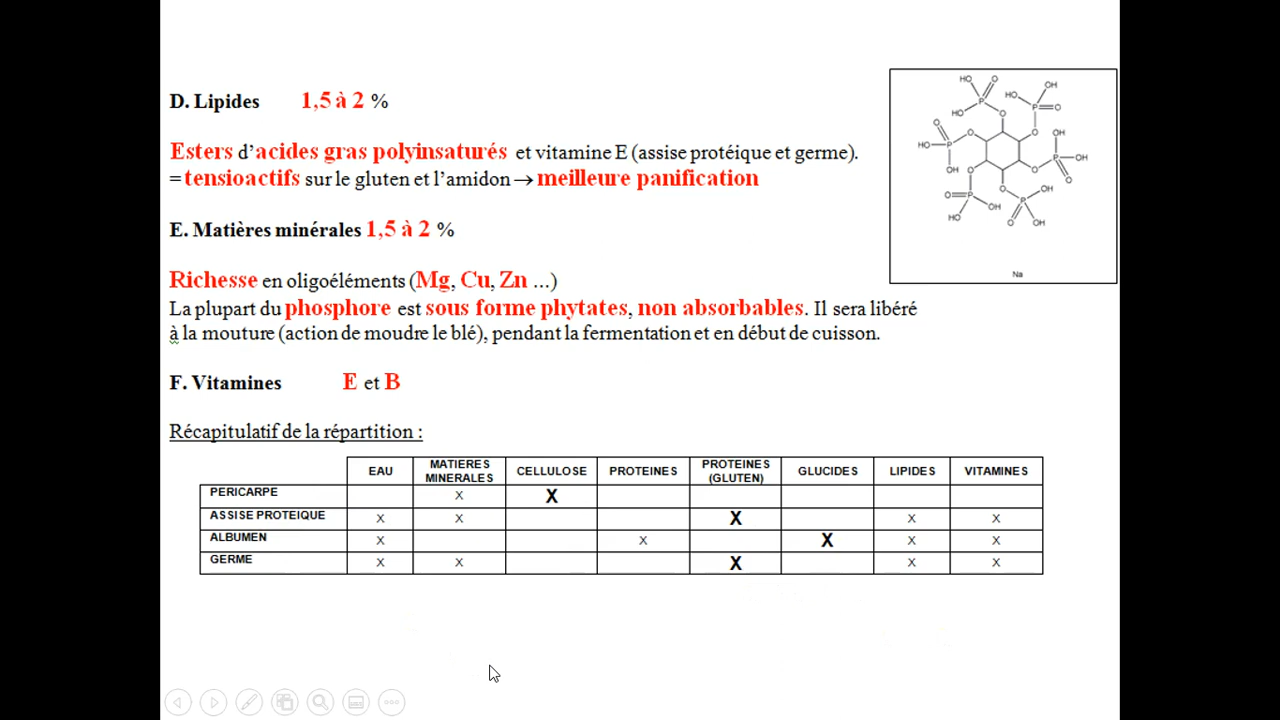 D. Lipides 1,5 à 2 %
Esters d’acides gras polyinsaturés et vitamine E (assise protéique et germe).
= tensioactifs sur le gluten et l’amidon → meilleure panification
E. Matières minérales 1,5 à 2 %
Richesse en oligoéléments (Mg, Cu, Zn ...)
La plupart du phosphore est sous forme phytates, non absorbables. Il sera libéré
à la mouture (action de moudre le blé), pendant la fermentation et en début de cuisson.
F. Vitamines E et B
Récapitulatif de la répartition :
EAU MATIERES MINERALES CELLULOSE PROTEINES PROTEINES (GLUTEN) GLUCIDES LIPIDES VITAMINES
PERICARPE X X
ASSISE PROTEIQUE X X X X X
ALBUMEN X X X X X
GERME X X X X X
HO O OH
HO P HO P O
HO O
O O O OH
HO P P OH
OH O O O
O P OH
HO OH P
O OH
Na